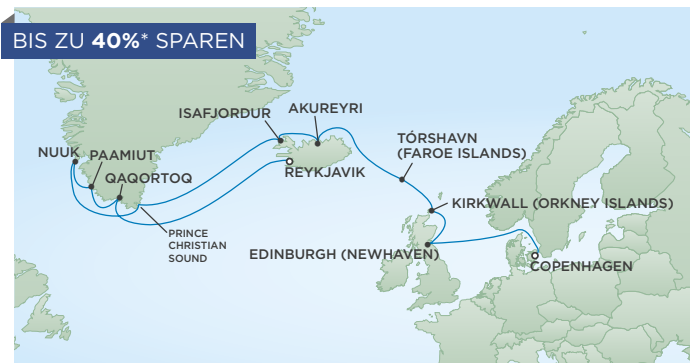 BIS ZU 40%* SPAREN
ISAFJORDUR
AKUREYRI
NUUK
PAAMIUT
QAQORTOQ
REYKJAVIK
TÓRSHAVN
(FAROE ISLANDS)
KIRKWALL (ORKNEY ISLANDS)
PRINCE
CHRISTIAN
SOUND
EDINBURGH (NEWHAVEN)
COPENHAGEN